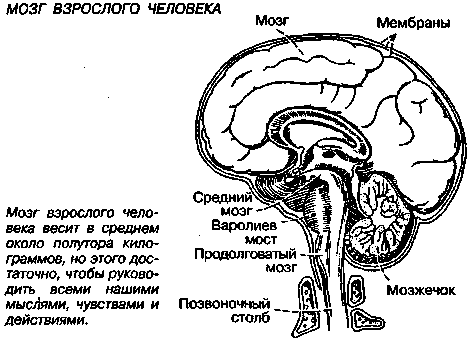 МОЗГ ВЗРОСЛОГО ЧЕЛОВЕКА
Мозг
Мембраны
Средний
мозг
Варолиев
мост
Продолговатый
мозг
Мозжечок
Позвоночный
столб
Мозг взрослого чело-
века весит в среднем
около полутора кило-
граммов, но этого дос-
таточно, чтобы руково-
дить всеми нашими
мыслями, чувствами и
действиями.